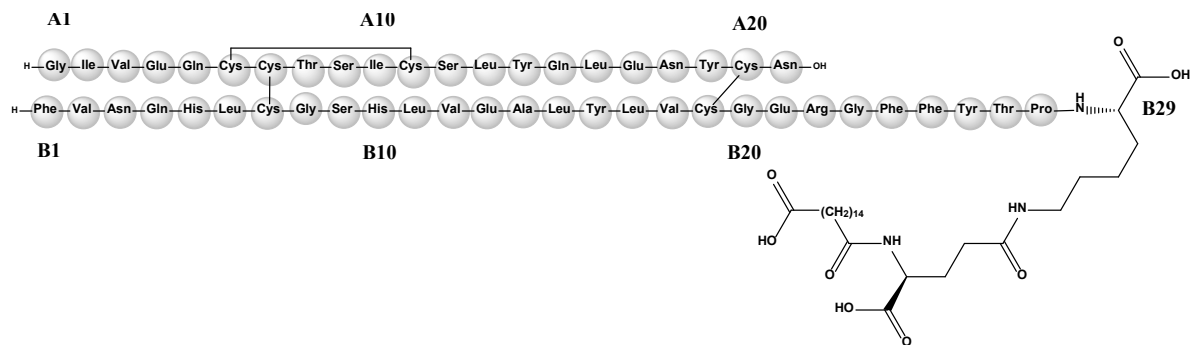 A1 A10 A20
H Gly Ile Val Glu Gln Cys Cys Thr Ser Ile Cys Ser Leu Tyr Gln Leu Glu Asn Tyr Cys Asn OH
H Phe Val Asn Gln His Leu Cys Gly Ser His Leu Val Glu Ala Leu Tyr Leu Val Cys Gly Glu Arg Gly Phe Phe Tyr Thr Pro
B1 B10 B20
O
OH
H
N
B29
O
(CH2)14
HO
O
NH
HN
O
HO
O